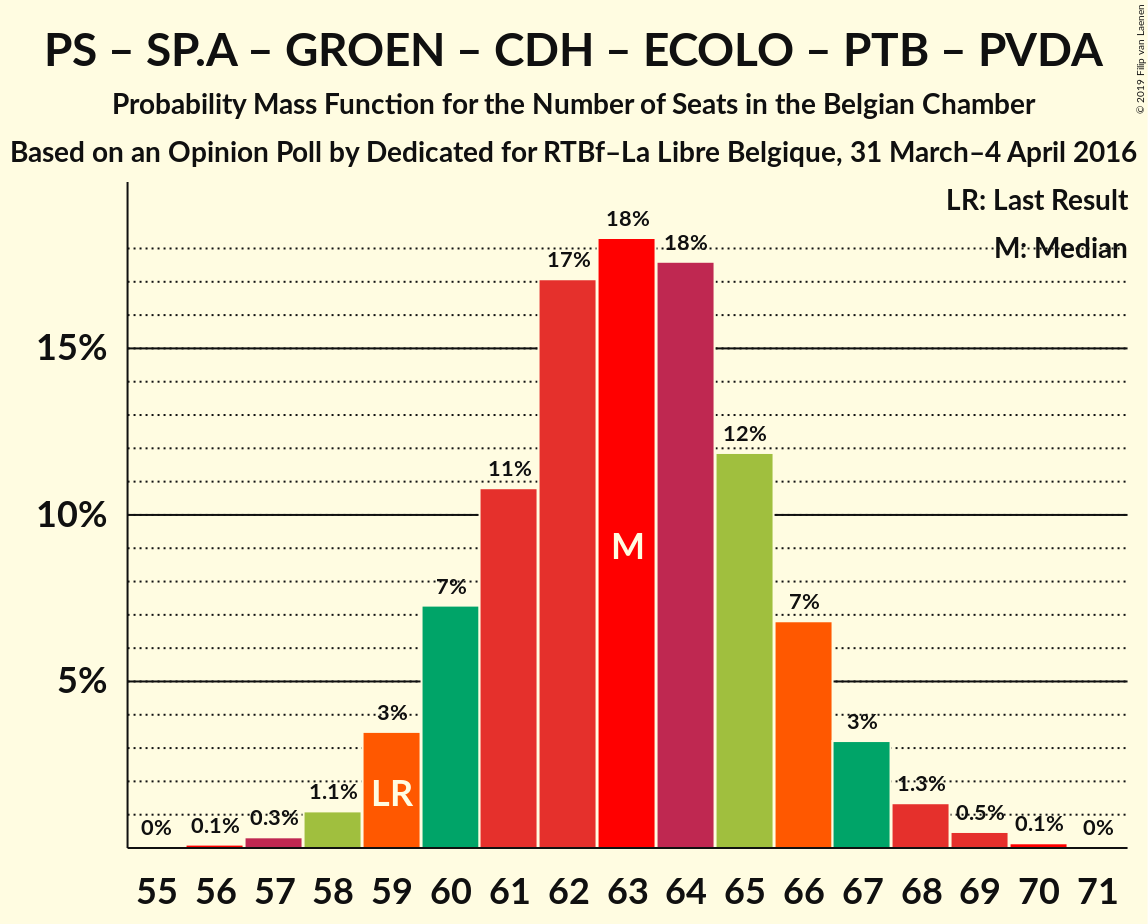 PS – SP.A – GROEN – CDH – ECOLO – PTB – PVDA
Probability Mass Function for the Number of Seats in the Belgian Chamber
Based on an Opinion Poll by Dedicated for RTBf–La Libre Belgique, 31 March–4 April 2016
© 2019 Filip van Laenen
LR: Last Result
M: Median
15%
10%
5%
0%
0.1%
0.3%
1.1%
3%
7%
11%
17%
18%
18%
12%
7%
3%
1.3%
0.5%
0.1%
0%
LR
M
55 56 57 58 59 60 61 62 63 64 65 66 67 68 69 70 71